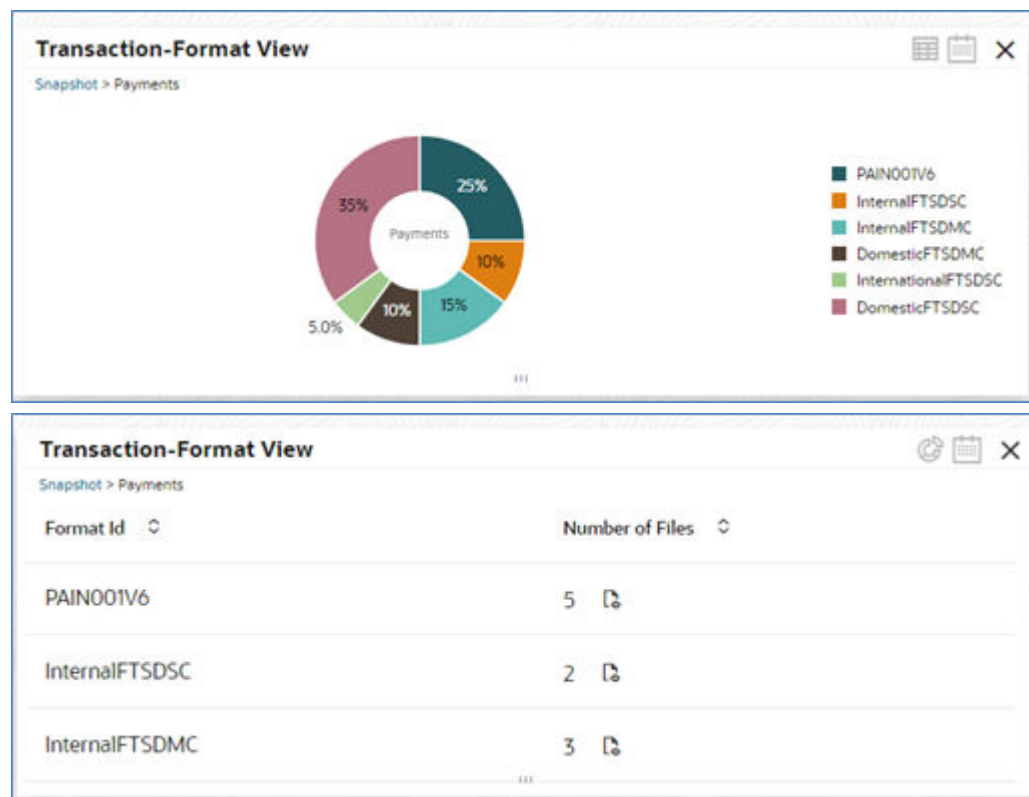 Transaction-Format View
Snapshot > Payments
25%
35%
Payments
10%
15%
10%
5.0%
PAIN001V6
InternalFTSDSC
InternalFTSDMC
DomesticFTSDMC
InternationalFTSDSC
DomesticFTSDSC
Transaction-Format View
Snapshot > Payments
Format Id Number of Files
PAIN001V6 5
InternalFTSDSC 2
InternalFTSDMC 3